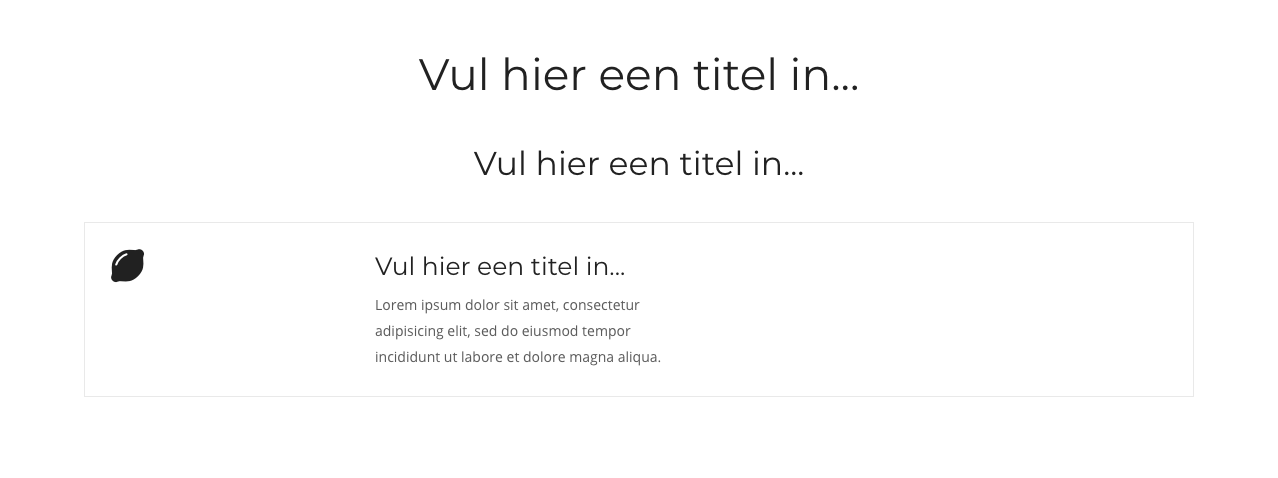 Vul hier een titel in...
Vul hier een titel in...
Vul hier een titel in...
Lorem ipsum dolor sit amet, consectetur
adipisicing elit, sed do eiusmod tempor
incididunt ut labore et dolore magna aliqua.